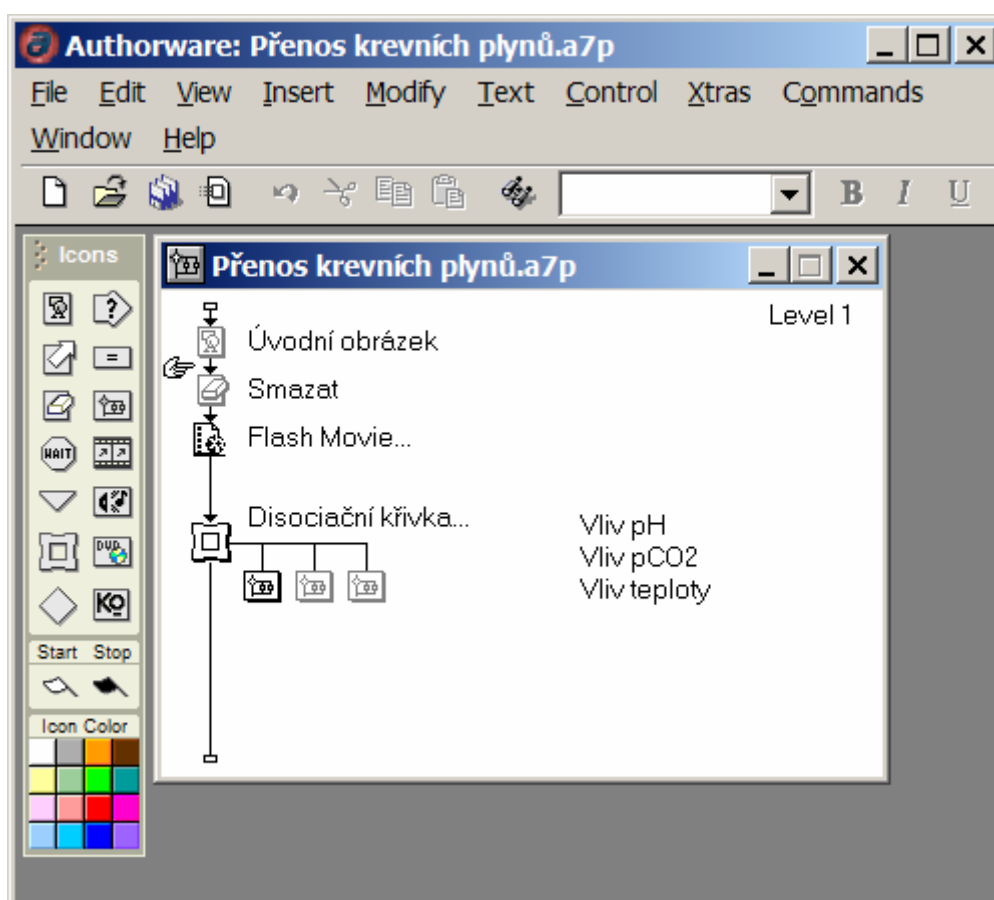 Authorware: Přenos krevních plynů.a7p
File Edit View Insert Modify Text Control Xtras Commands
Window Help
B I U
Icons
Přenos krevních plynů.a7p
Level 1
Úvodní obrázek
Smazat
Flash Movie...
Disociační křivka...
Vliv pH
Vliv pCO2
Vliv teploty
?
=
WAIT
DVD
KO
Start Stop
Icon Color